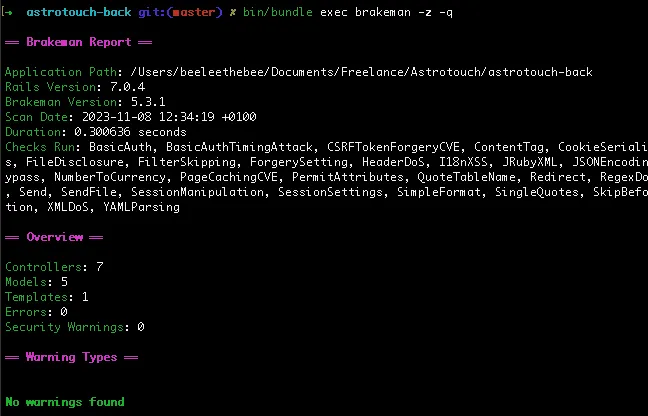 [→ astrotouch-back git:(master) ✗ bin/bundle exec brakeman -z -q
== Brakeman Report ==
Application Path: /Users/beeleethebee/Documents/Freelance/Astrotouch/astrotouch-back
Rails Version: 7.0.4
Brakeman Version: 5.3.1
Scan Date: 2023-11-08 12:34:19 +0100
Duration: 0.300636 seconds
Checks Run: BasicAuth, BasicAuthTimingAttack, CSRFTokenForgeryCVE, ContentTag, CookieSeriali
s, FileDisclosure, FilterSkipping, ForgerySetting, HeaderDoS, I18nXSS, JRubyXML, JSONEncodin
ypass, NumberToCurrency, PageCachingCVE, PermitAttributes, QuoteTableName, Redirect, RegexDo
, Send, SendFile, SessionManipulation, SessionSettings, SimpleFormat, SingleQuotes, SkipBefo
tion, XMLDoS, YAMLParsing
== Overview ==
Controllers: 7
Models: 5
Templates: 1
Errors: 0
Security Warnings: 0
== Warning Types ==
No warnings found